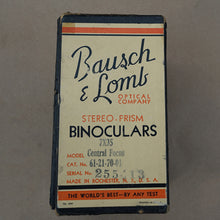 Bausch
& Lomb
OPTICAL
COMPANY
STEREO-PRISM
BINOCULARS
7X35
MODEL Central Focus
CAT. No. 61-21-70-01
SERIAL No. 255413
MADE IN ROCHESTER, N. Y., U. S. A.
THE WORLD'S BEST—BY ANY TEST